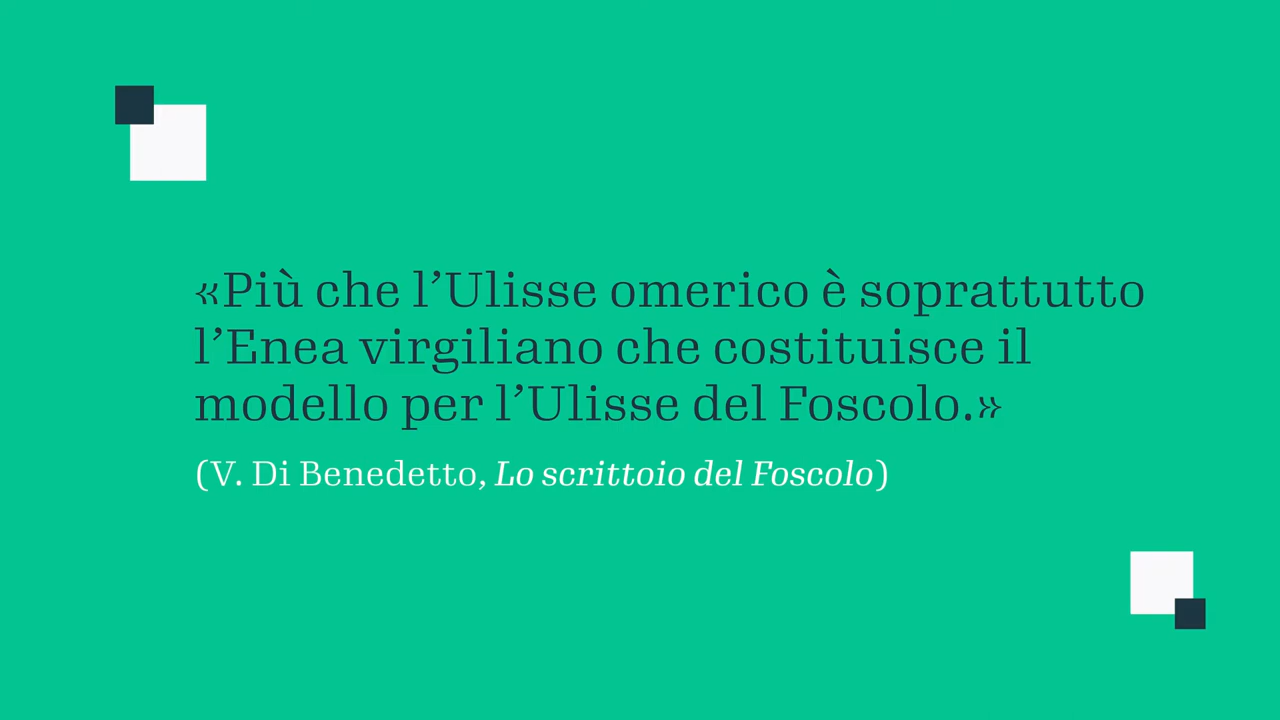 «Più che l’Ulisse omerico è soprattutto
l’Enea virgiliano che costituisce il
modello per l’Ulisse del Foscolo.»
(V. Di Benedetto, Lo scrittoio del Foscolo)